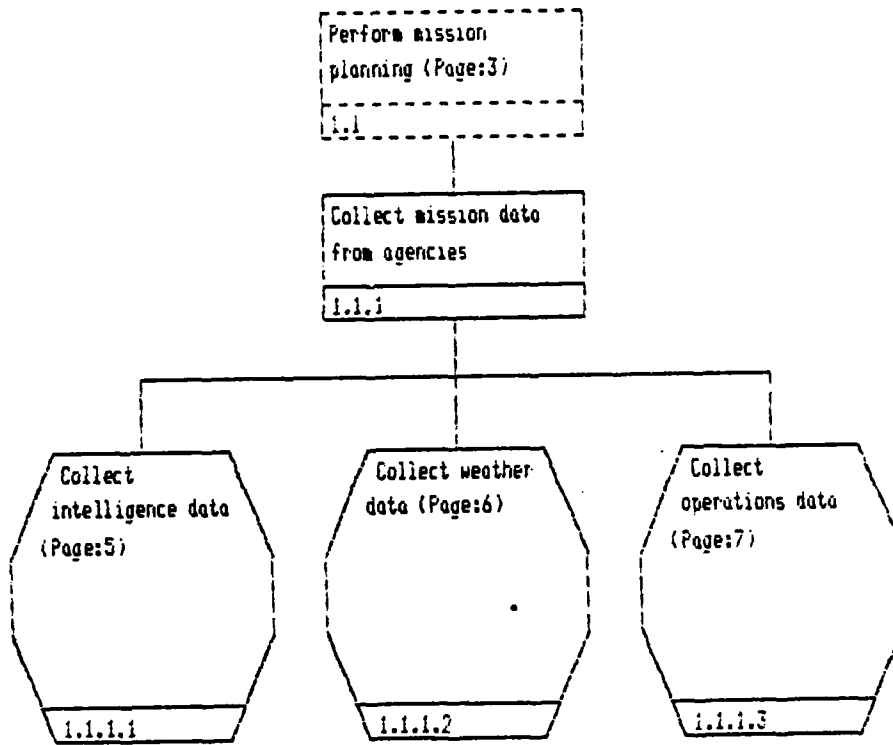 Perform mission
planning (Page:3)
1.1
Collect mission data
from agencies
1.1.1
Collect
intelligence data
(Page:5)
1.1.1.1
Collect weather
data (Page:6)
1.1.1.2
Collect
operations data
(Page:7)
1.1.1.3